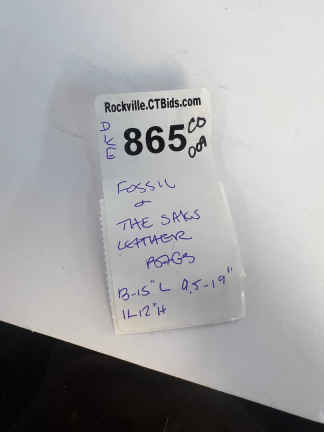 Rockville.CTBids.com
DKE 865 CO 009
FOSSIL
&
THE SAKS
LEATHER
BAGS
13-15"L 9.5-19"
11-12"H